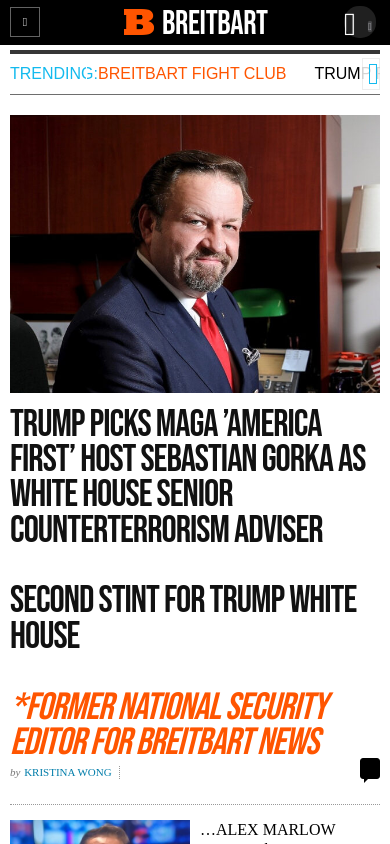 B BREITBART
TRENDING: BREITBART FIGHT CLUB TRUMP
TRUMP PICKS MAGA ’AMERICA
FIRST’ HOST SEBASTIAN GORKA AS
WHITE HOUSE SENIOR
COUNTERTERRORISM ADVISER
SECOND STINT FOR TRUMP WHITE
HOUSE
*FORMER NATIONAL SECURITY
EDITOR FOR BREITBART NEWS
by KRISTINA WONG
…ALEX MARLOW